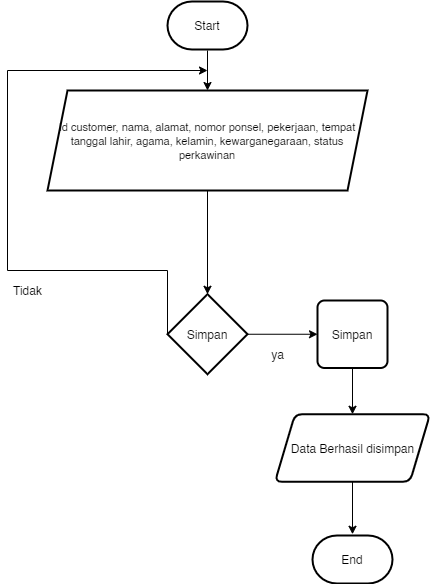 Start
d customer, nama, alamat, nomor ponsel, pekerjaan, tempat
tanggal lahir, agama, kelamin, kewarganegaraan, status
perkawinan
Tidak
Simpan
ya
Simpan
Data Berhasil disimpan
End